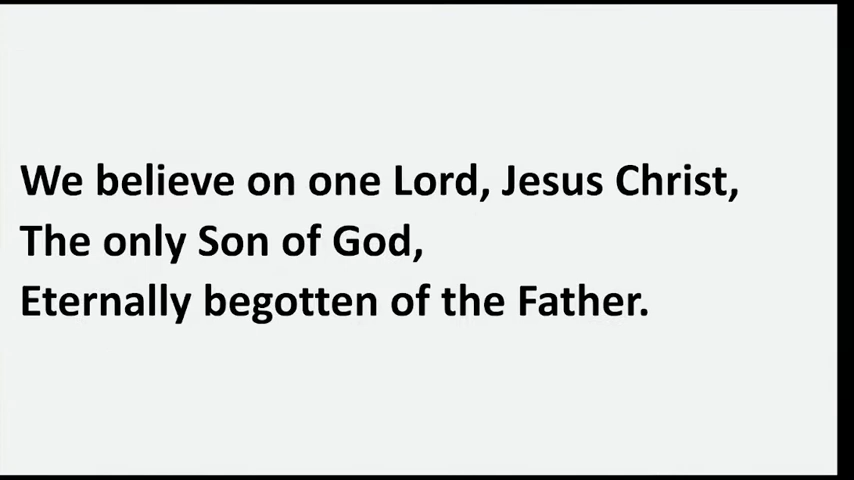 We believe on one Lord, Jesus Christ,
The only Son of God,
Eternally begotten of the Father.